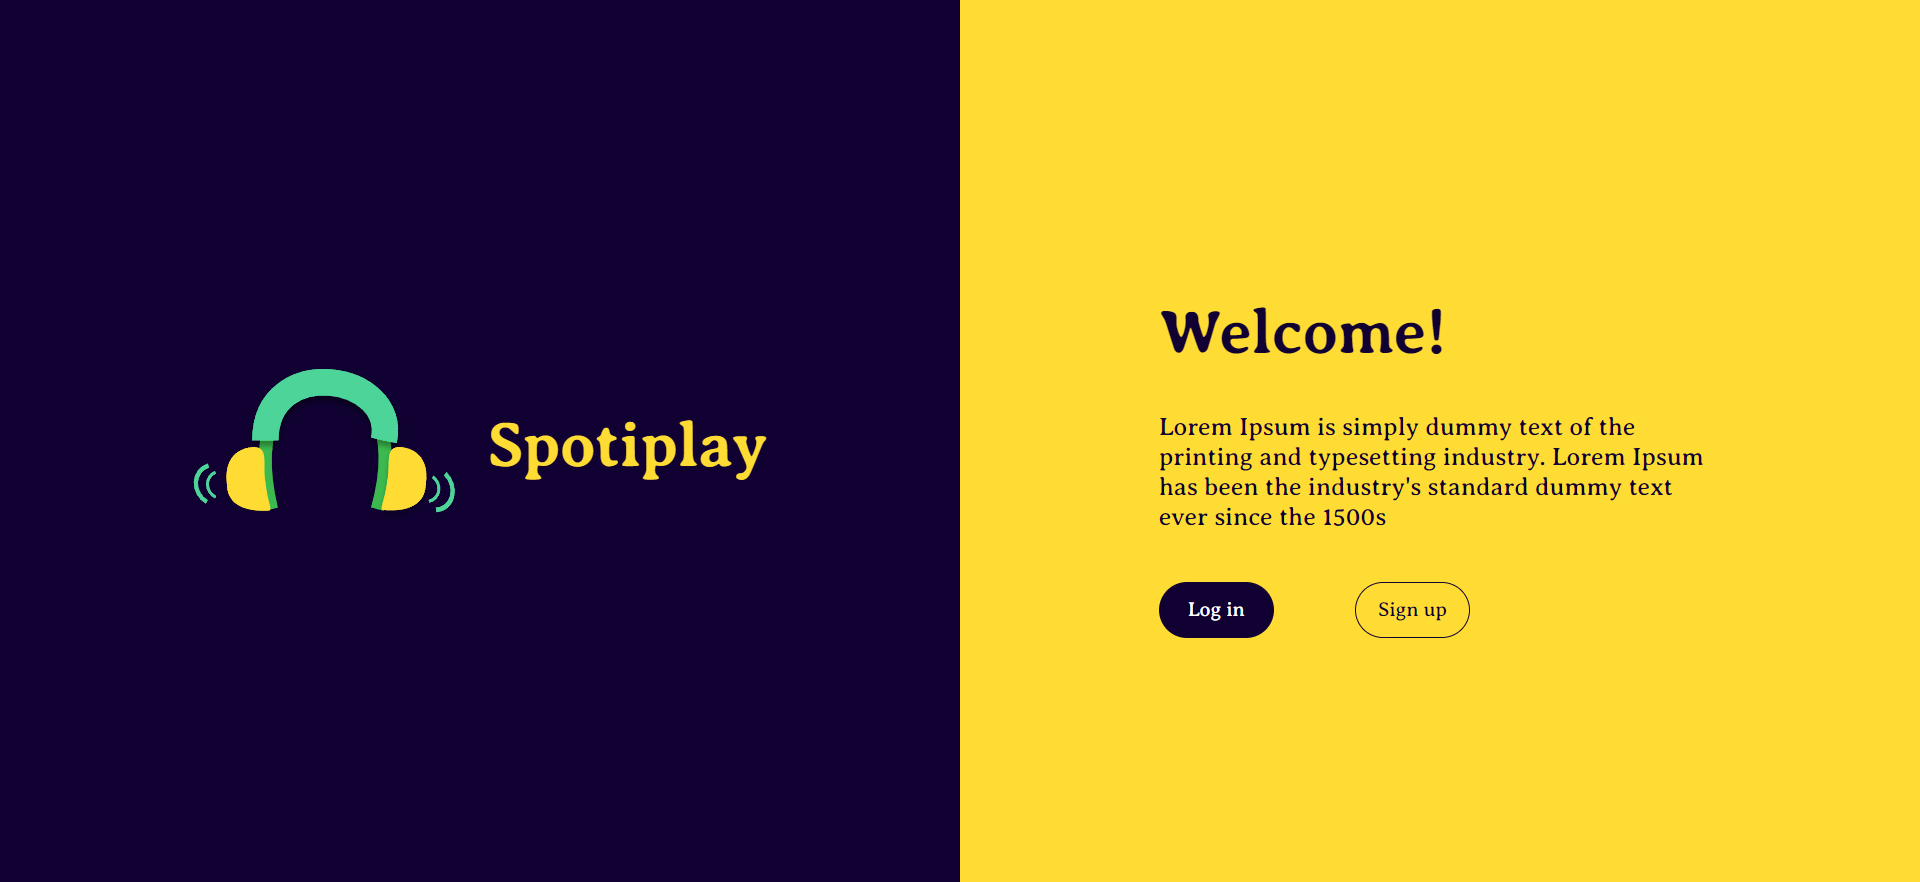 Spotiplay
Welcome!
Lorem Ipsum is simply dummy text of the
printing and typesetting industry. Lorem Ipsum
has been the industry's standard dummy text
ever since the 1500s
Log in
Sign up